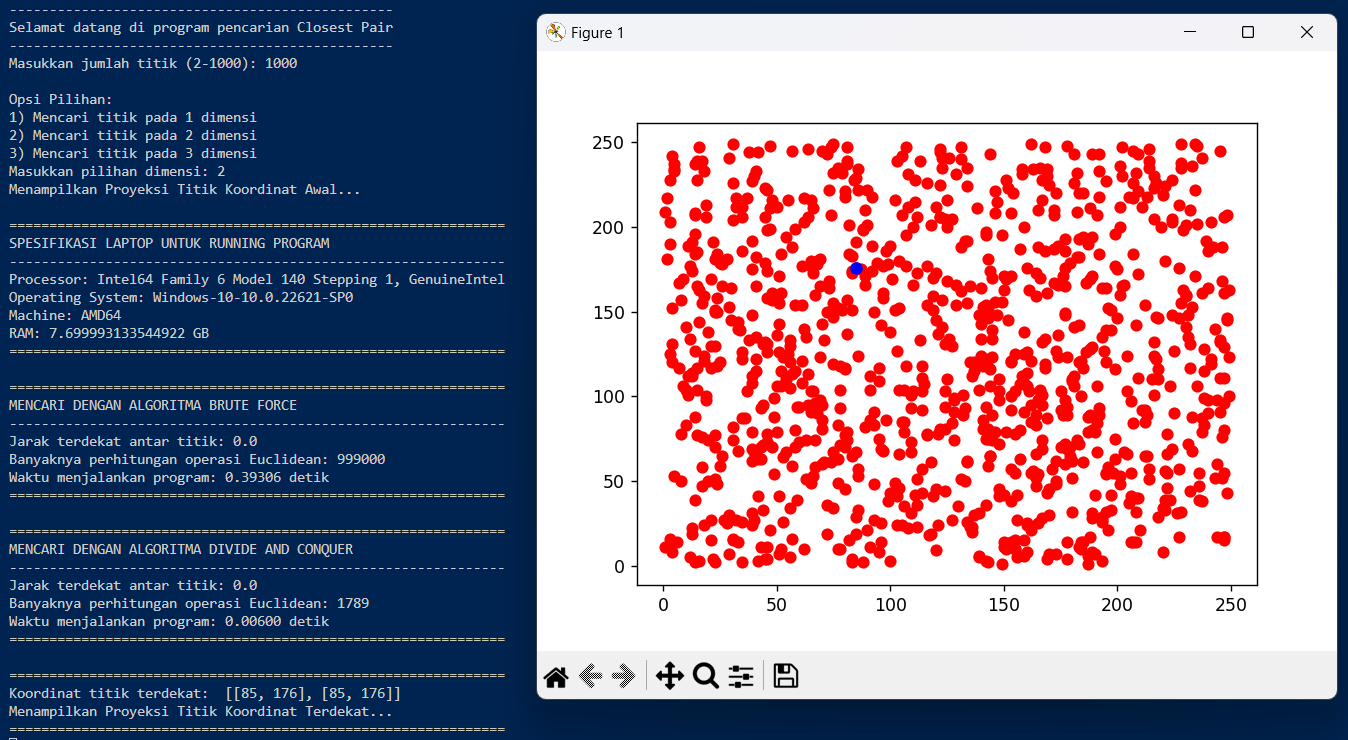 ------------------------------------------------
Selamat datang di program pencarian Closest Pair
------------------------------------------------
Masukkan jumlah titik (2-1000): 1000
Opsi Pilihan:
1) Mencari titik pada 1 dimensi
2) Mencari titik pada 2 dimensi
3) Mencari titik pada 3 dimensi
Masukkan pilihan dimensi: 2
Menampilkan Proyeksi Titik Koordinat Awal...
==============================================================
SPESIFIKASI LAPTOP UNTUK RUNNING PROGRAM
--------------------------------------------------------------
Processor: Intel64 Family 6 Model 140 Stepping 1, GenuineIntel
Operating System: Windows-10-10.0.22621-SP0
Machine: AMD64
RAM: 7.699993133544922 GB
==============================================================
==============================================================
MENCARI DENGAN ALGORITMA BRUTE FORCE
--------------------------------------------------------------
Jarak terdekat antar titik: 0.0
Banyaknya perhitungan operasi Euclidean: 999000
Waktu menjalankan program: 0.39306 detik
==============================================================
==============================================================
MENCARI DENGAN ALGORITMA DIVIDE AND CONQUER
--------------------------------------------------------------
Jarak terdekat antar titik: 0.0
Banyaknya perhitungan operasi Euclidean: 1789
Waktu menjalankan program: 0.00600 detik
==============================================================
==============================================================
Koordinat titik terdekat:  [[85, 176], [85, 176]]
Menampilkan Proyeksi Titik Koordinat Terdekat...
==============================================================
Figure 1
250
200
150
100
50
0
0 50 100 150 200 250